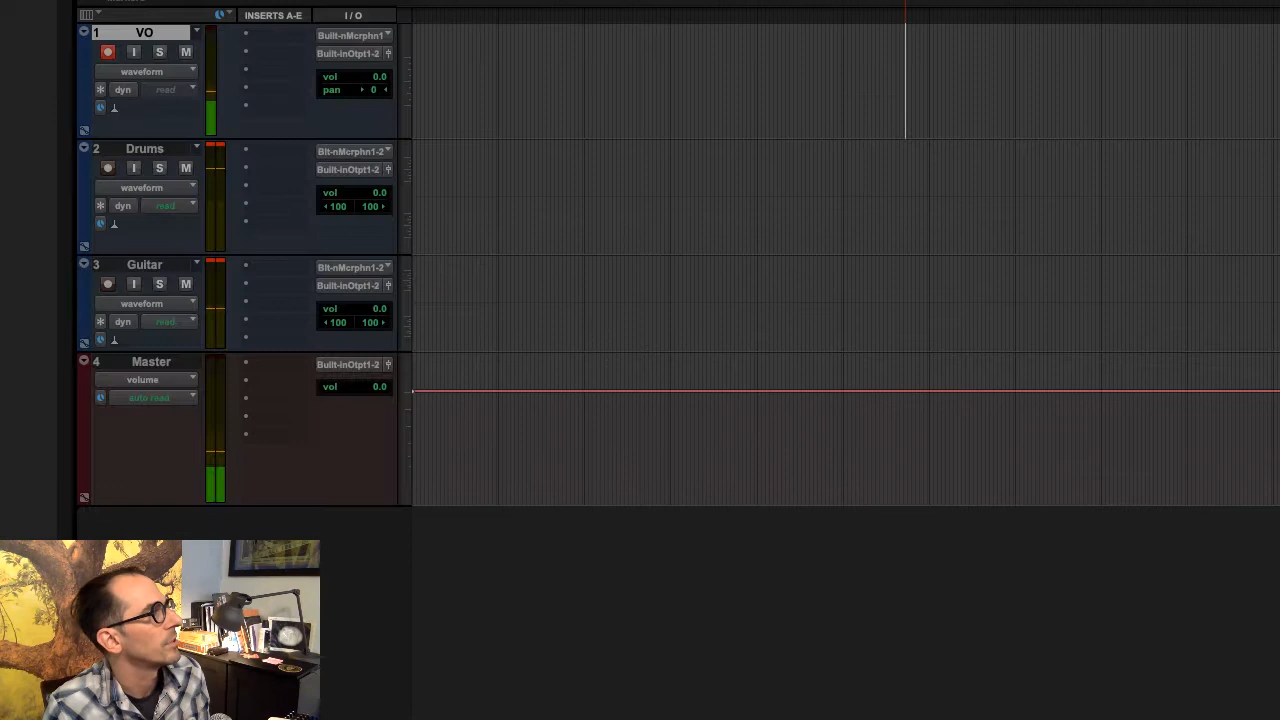 INSERTS A-E
I / O
1 VO
I S M
waveform
dyn read
Built-nMcrphn1
Built-inOtpt1-2
vol 0.0
pan 0
2 Drums
I S M
waveform
dyn read
Blt-nMcrphn1-2
Built-inOtpt1-2
vol 0.0
100 100
3 Guitar
I S M
waveform
dyn read
Blt-nMcrphn1-2
Built-inOtpt1-2
vol 0.0
100 100
4 Master
volume
auto read
Built-inOtpt1-2
vol 0.0